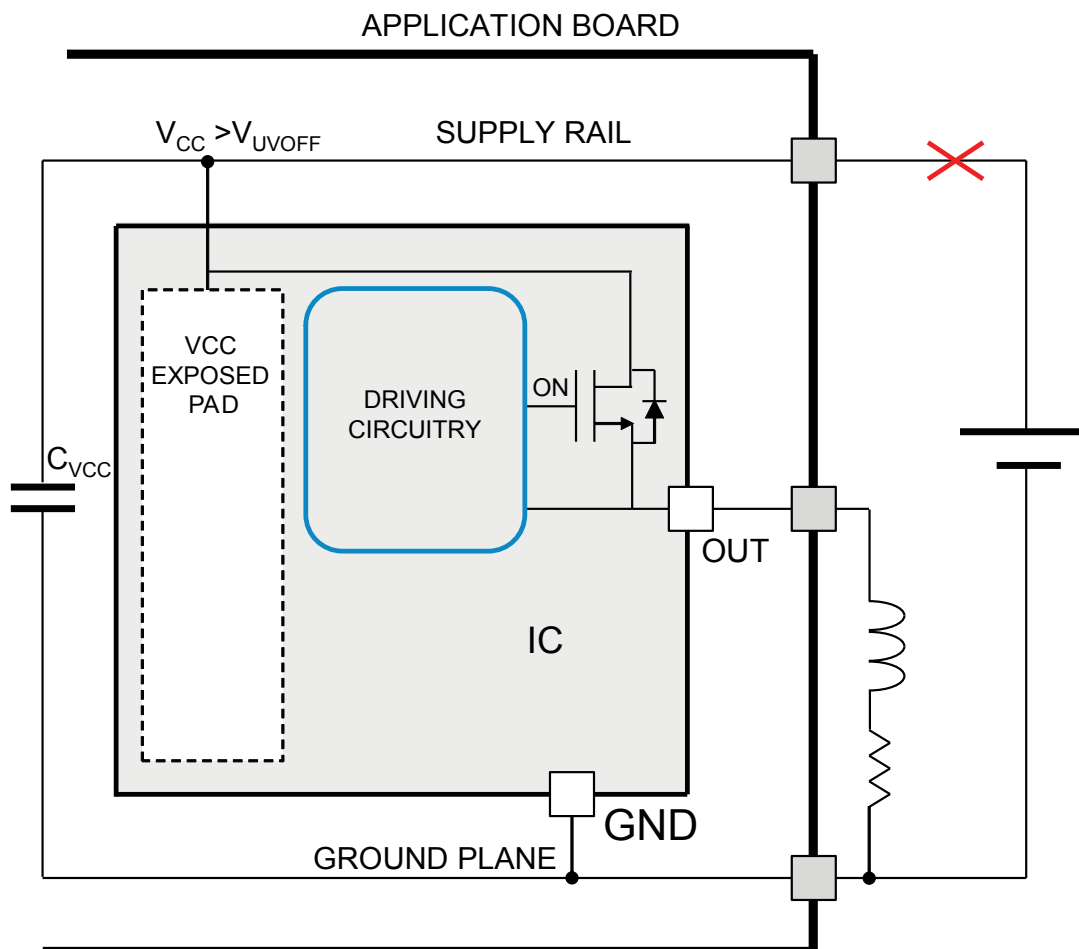 APPLICATION BOARD
VCC >VUVOFF
SUPPLY RAIL
VCC
EXPOSED
PAD
DRIVING
CIRCUITRY
ON
CVCC
OUT
IC
GND
GROUND PLANE